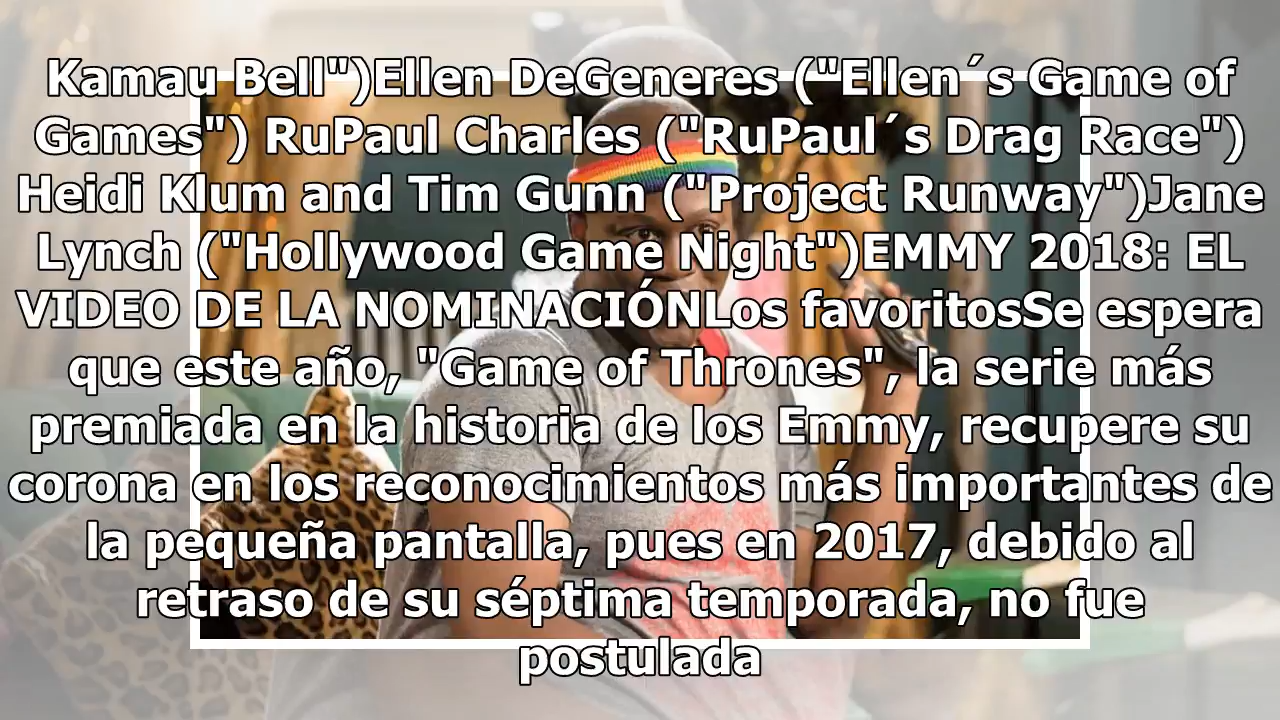 Kamau Bell")Ellen DeGeneres ("Ellen´s Game of
Games") RuPaul Charles ("RuPaul´s Drag Race")
Heidi Klum and Tim Gunn ("Project Runway")Jane
Lynch ("Hollywood Game Night")EMMY 2018: EL
VIDEO DE LA NOMINACIÓNLos favoritosSe espera
que este año, "Game of Thrones", la serie más
premiada en la historia de los Emmy, recupere su
corona en los reconocimientos más importantes de
la pequeña pantalla, pues en 2017, debido al
retraso de su séptima temporada, no fue
postulada